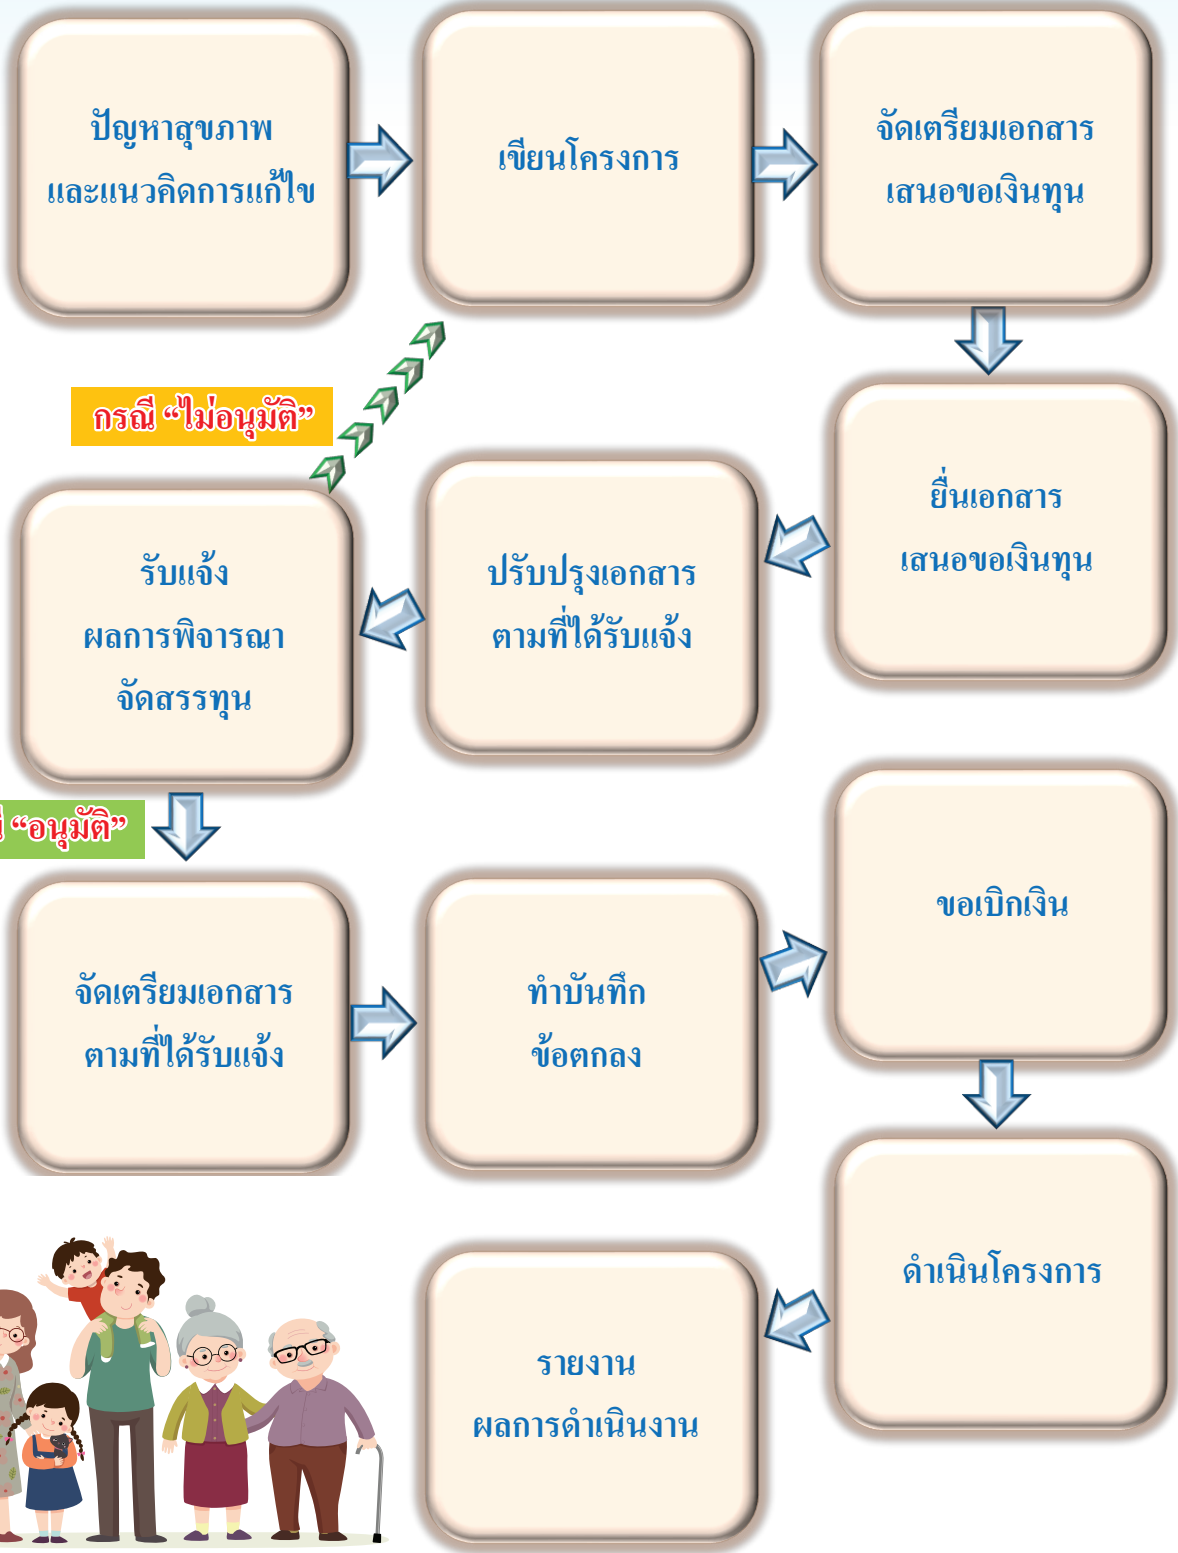 ปัญหาสุขภาพ
และแนวคิดการแก้ไข
เขียนโครงการ
จัดเตรียมเอกสาร
เสนอขอเงินทุน
ยื่นเอกสาร
เสนอขอเงินทุน
ปรับปรุงเอกสาร
ตามที่ได้รับแจ้ง
กรณี “ไม่อนุมัติ”
รับแจ้ง
ผลการพิจารณา
จัดสรรทุน
“อนุมัติ”
จัดเตรียมเอกสาร
ตามที่ได้รับแจ้ง
ทำบันทึก
ข้อตกลง
ขอเบิกเงิน
ดำเนินโครงการ
รายงาน
ผลการดำเนินงาน